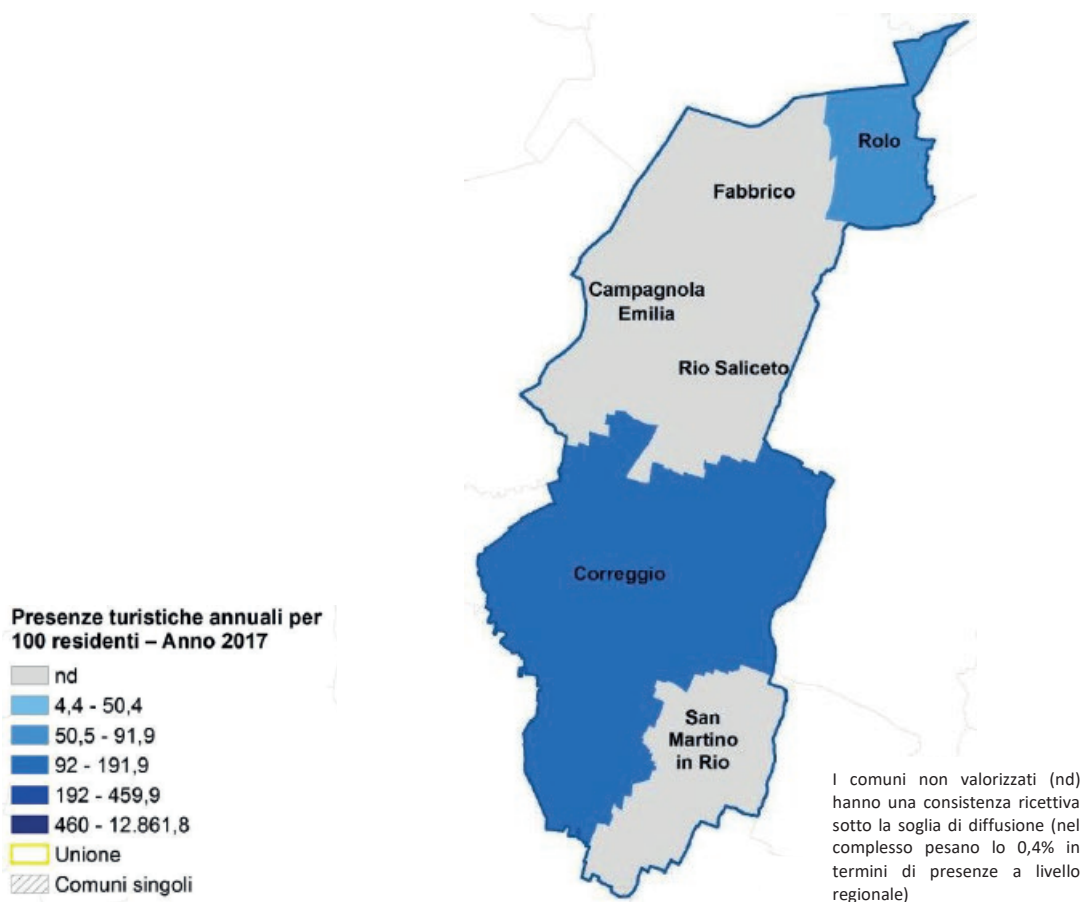 Rolo
Fabbrico
Campagnola
Emilia
Rio Saliceto
Correggio
San
Martino
in Rio
Presenze turistiche annuali per
100 residenti – Anno 2017
nd
4,4 - 50,4
50,5 - 91,9
92 - 191,9
192 - 459,9
460 - 12.861,8
Unione
Comuni singoli
I comuni non valorizzati (nd)
hanno una consistenza ricettiva
sotto la soglia di diffusione (nel
complesso pesano lo 0,4% in
termini di presenze a livello
regionale)